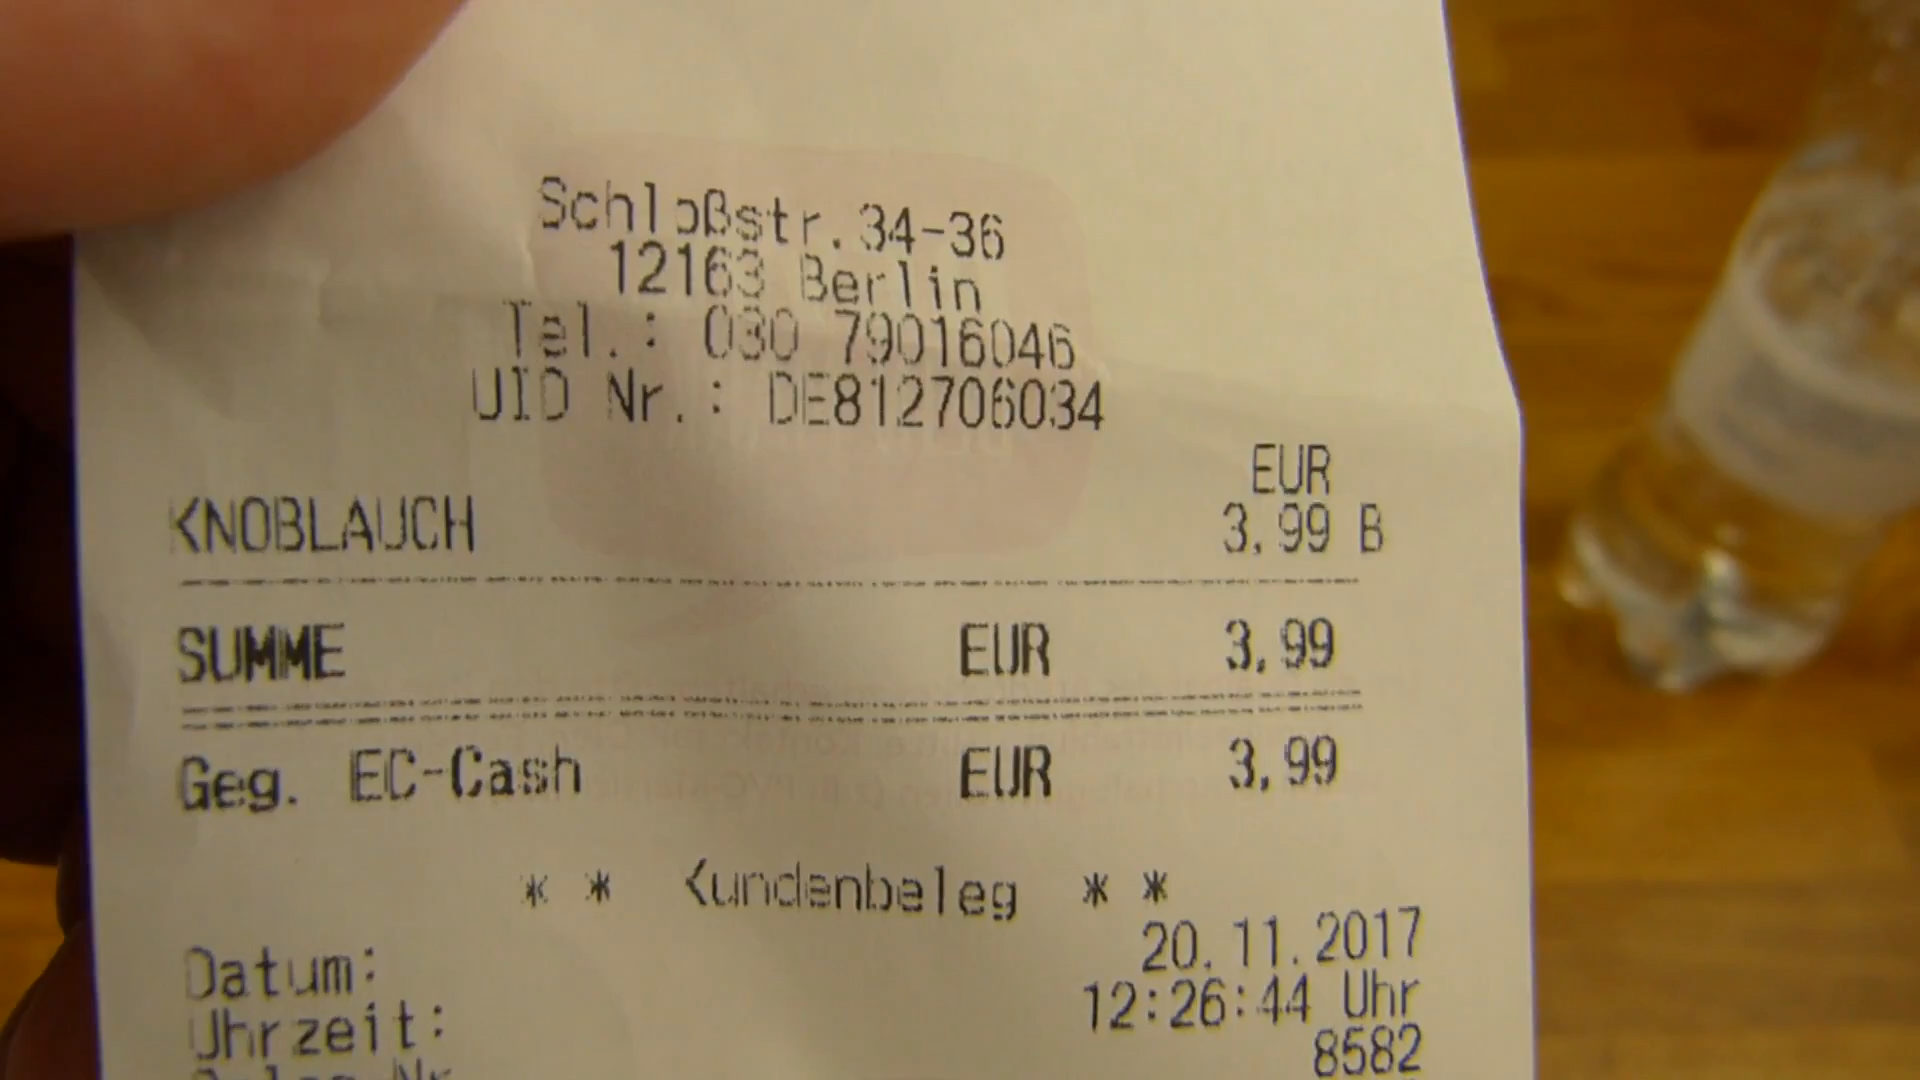 Schloßstr.34-36
12163 Berlin
Tel.: 030 79016046
UID Nr.: DE812706034
EUR
KNOBLAUCH 3,99 B
SUMME EUR 3,99
Geg. EC-Cash EUR 3,99
* * Kundenbeleg * *
Datum: 20.11.2017
Uhrzeit: 12:26:44 Uhr
8582